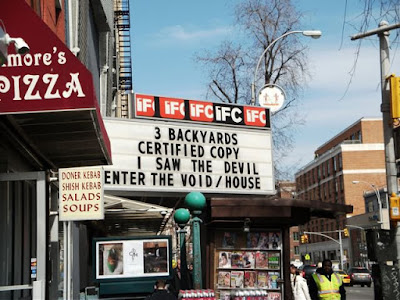 more's
PIZZA
DONER KEBAB
SHISH KEBAB
SALADS
SOUPS
IFC IFC IFC IFC IFC
3 BACKYARDS
CERTIFIED COPY
I SAW THE DEVIL
ENTER THE VOID/HOUSE